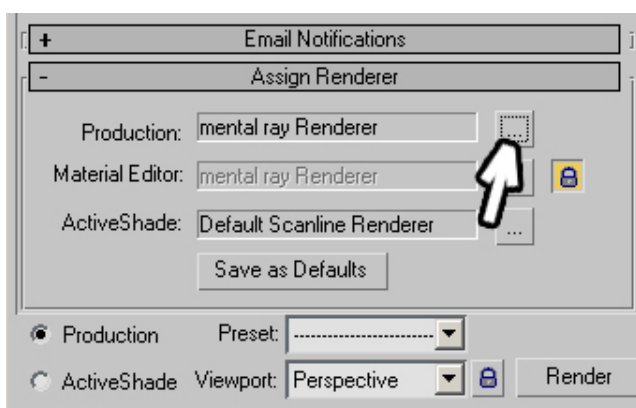 + Email Notifications
- Assign Renderer
Production: mental ray Renderer ...
Material Editor: mental ray Renderer
ActiveShade: Default Scanline Renderer ...
Save as Defaults
Production Preset: -----------------------
ActiveShade Viewport: Perspective Render